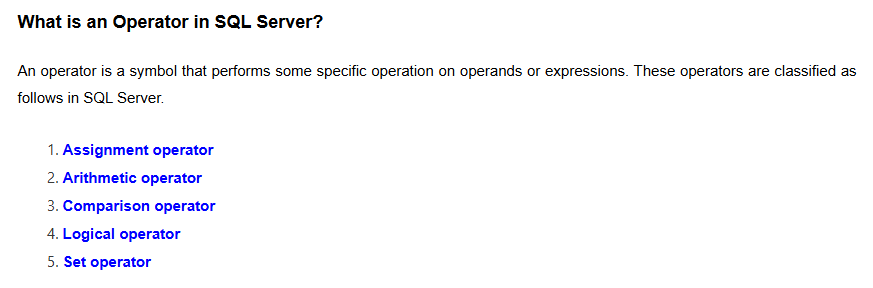 What is an Operator in SQL Server?
An operator is a symbol that performs some specific operation on operands or expressions. These operators are classified as
follows in SQL Server.
1. Assignment operator
2. Arithmetic operator
3. Comparison operator
4. Logical operator
5. Set operator